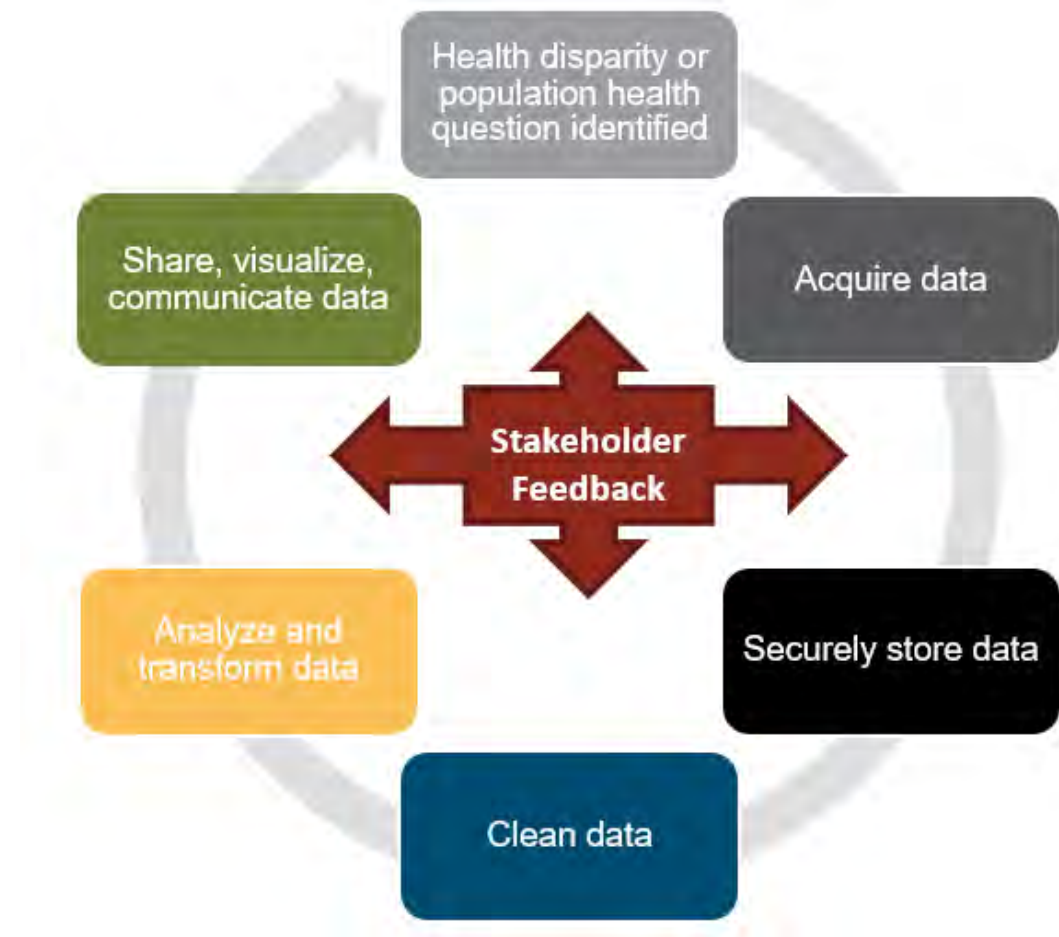 Health disparity or
population health
question identified
Acquire data
Securely store data
Clean data
Analyze and
transform data
Share, visualize,
communicate data
Stakeholder
Feedback